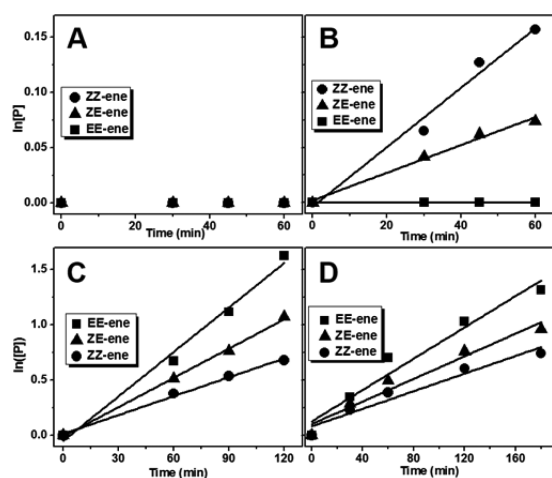 A
B
0.15
0.10
0.05
0.00
ln[P]
ZZ-ene
ZE-ene
EE-ene
ZZ-ene
ZE-ene
EE-ene
0 20 40 60
0 20 40 60
Time (min)
Time (min)
C
D
1.5
1.0
0.5
0.0
ln([P])
EE-ene
ZE-ene
ZZ-ene
EE-ene
ZE-ene
ZZ-ene
0 30 60 90 120
0 40 80 120 160
Time (min)
Time (min)